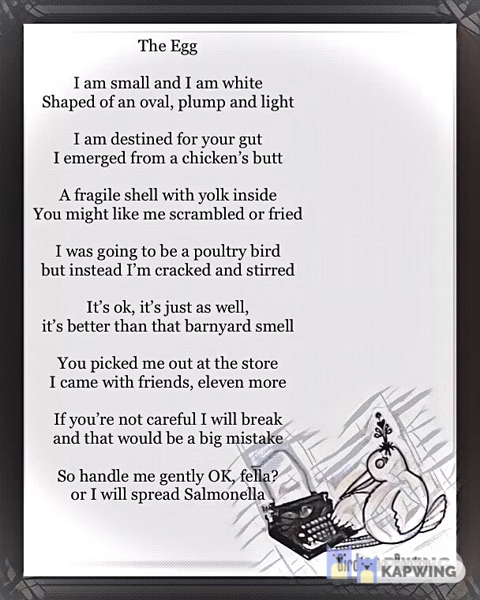 The Egg
I am small and I am white
Shaped of an oval, plump and light
I am destined for your gut
I emerged from a chicken's butt
A fragile shell with yolk inside
You might like me scrambled or fried
I was going to be a poultry bird
but instead I'm cracked and stirred
It's ok, it's just as well,
it's better than that barnyard smell
You picked me out at the store
I came with friends, eleven more
If you're not careful I will break
and that would be a big mistake
So handle me gently OK, fella?
or I will spread Salmonella
KAPWING